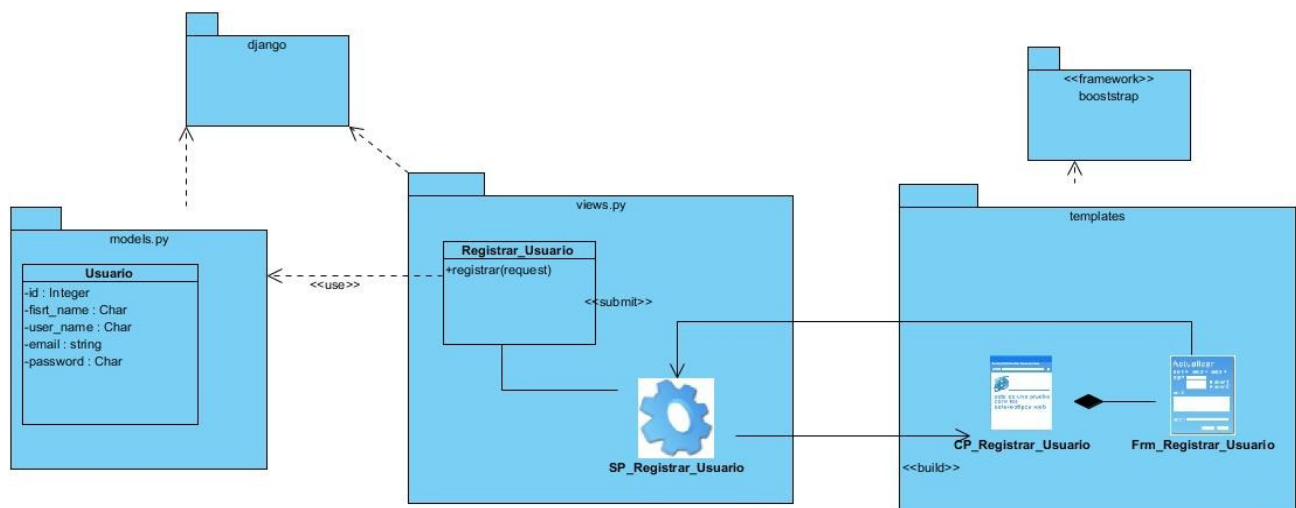 django
<<framework>>
booststrap
models.py
Usuario
-id : Integer
-fisrt_name : Char
-user_name : Char
-email : string
-password : Char
<<use>>
views.py
Registrar_Usuario
+registrar(request)
<<submit>>
SP_Registrar_Usuario
templates
CP_Registrar_Usuario
Actualizar
Frm_Registrar_Usuario
<<build>>